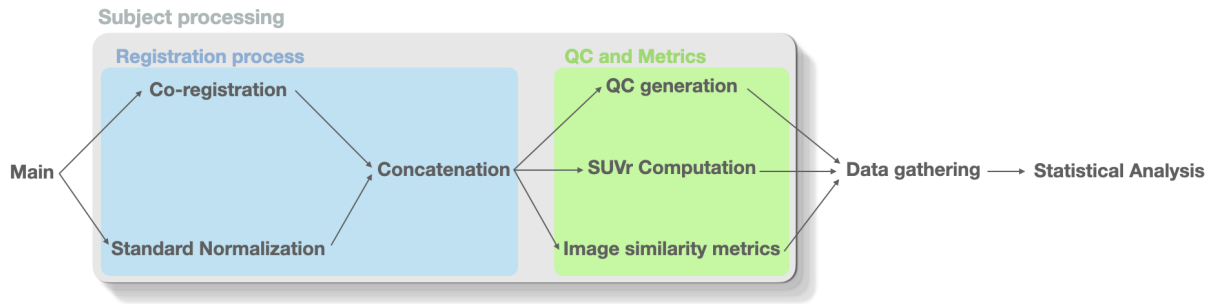 Subject processing
Registration process
QC and Metrics
Co-registration
QC generation
Main
Concatenation
SUVr Computation
Data gathering
Statistical Analysis
Standard Normalization
Image similarity metrics